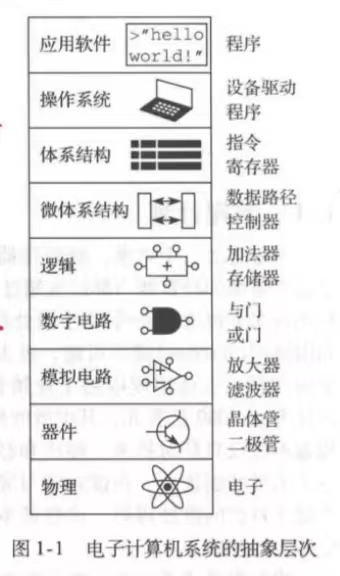 应用软件
>"hello
world!"
程序
操作系统
设备驱动
程序
体系结构
指令
寄存器
微体系结构
数据路径
控制器
逻辑
+
加法器
存储器
数字电路
与门
或门
模拟电路
+
-
放大器
滤波器
器件
晶体管
二极管
物理
电子
图 1-1 电子计算机系统的抽象层次